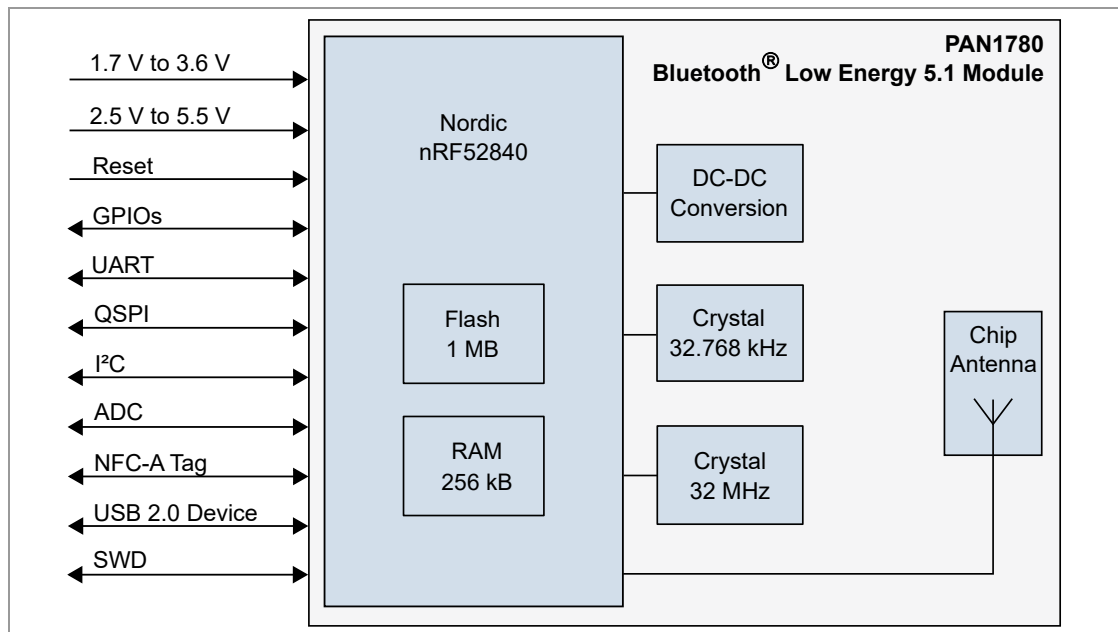 PAN1780
Bluetooth® Low Energy 5.1 Module
1.7 V to 3.6 V
2.5 V to 5.5 V
Reset
GPIOs
UART
QSPI
I²C
ADC
NFC-A Tag
USB 2.0 Device
SWD
Nordic
nRF52840
Flash
1 MB
RAM
256 kB
DC-DC
Conversion
Crystal
32.768 kHz
Crystal
32 MHz
Chip
Antenna